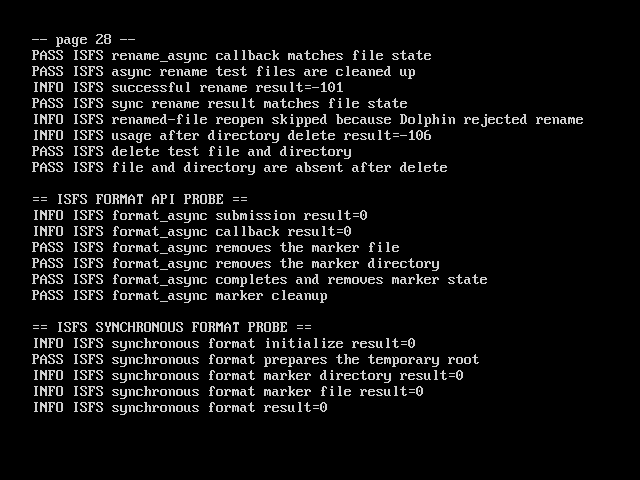 -- page 28 --
PASS ISFS rename_async callback matches file state
PASS ISFS async rename test files are cleaned up
INFO ISFS successful rename result=-101
PASS ISFS sync rename result matches file state
INFO ISFS renamed-file reopen skipped because Dolphin rejected rename
INFO ISFS usage after directory delete result=-106
PASS ISFS delete test file and directory
PASS ISFS file and directory are absent after delete
== ISFS FORMAT API PROBE ==
INFO ISFS format_async submission result=0
INFO ISFS format_async callback result=0
PASS ISFS format_async removes the marker file
PASS ISFS format_async removes the marker directory
PASS ISFS format_async completes and removes marker state
PASS ISFS format_async marker cleanup
== ISFS SYNCHRONOUS FORMAT PROBE ==
INFO ISFS synchronous format initialize result=0
PASS ISFS synchronous format prepares the temporary root
INFO ISFS synchronous format marker directory result=0
INFO ISFS synchronous format marker file result=0
INFO ISFS synchronous format result=0